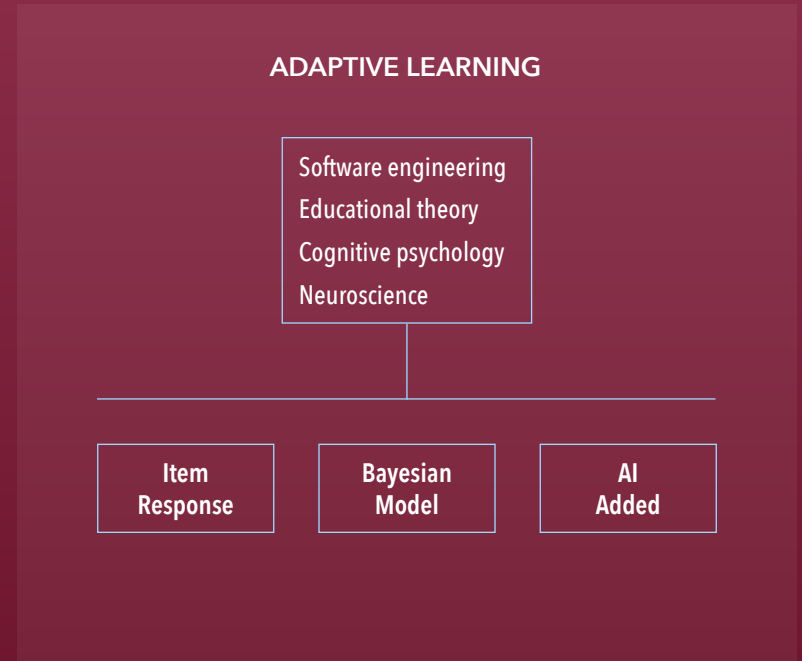 ADAPTIVE LEARNING
Software engineering
Educational theory
Cognitive psychology
Neuroscience
Item
Response
Bayesian
Model
AI
Added